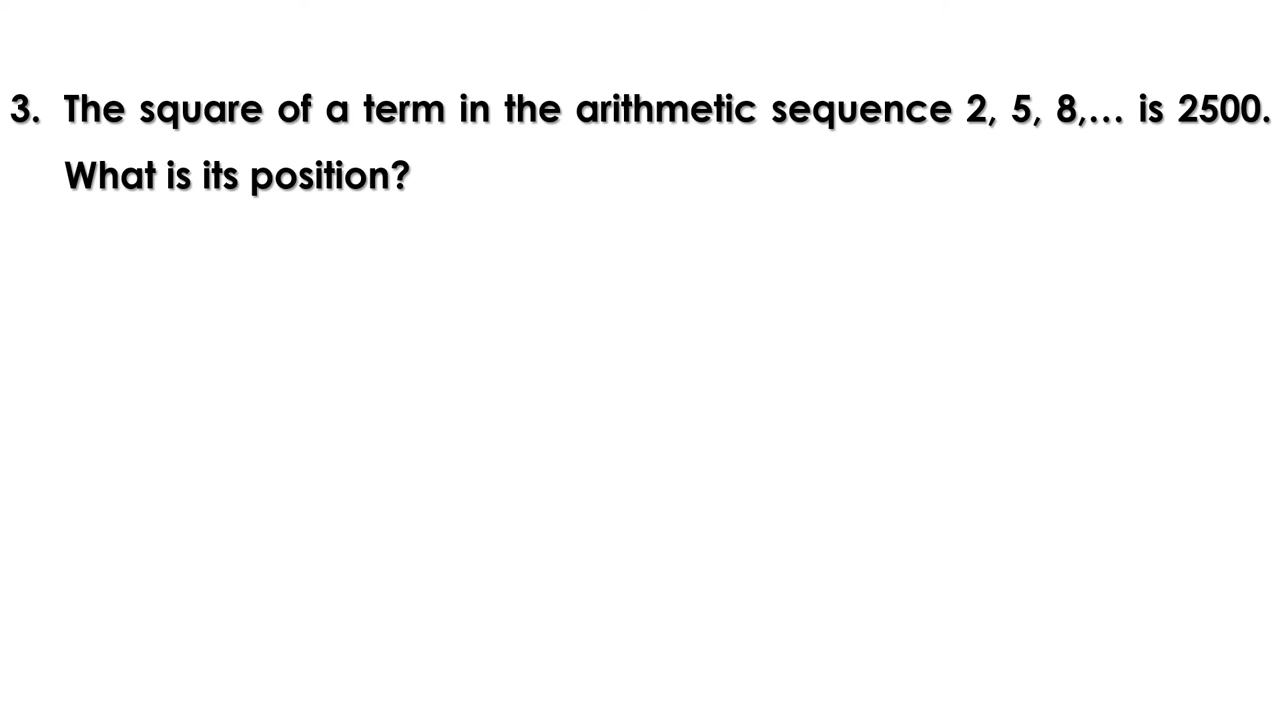 3. The square of a term in the arithmetic sequence 2, 5, 8,… is 2500.
What is its position?